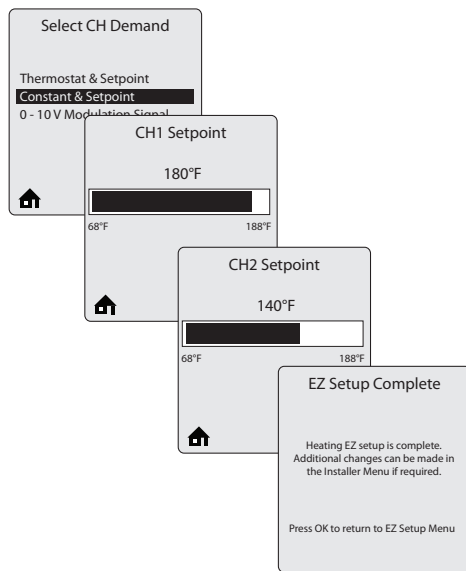 Select CH Demand
Thermostat & Setpoint
Constant & Setpoint
0 - 10 V Modulation Signal
CH1 Setpoint
180°F
68°F 188°F
CH2 Setpoint
140°F
68°F 188°F
EZ Setup Complete
Heating EZ setup is complete.
Additional changes can be made in
the Installer Menu if required.
Press OK to return to EZ Setup Menu